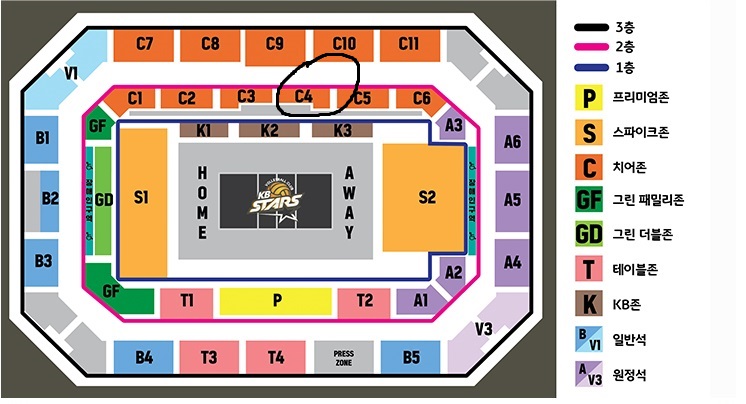 C7 C8 C9 C10 C11
V1
C1 C2 C3 C4 C5 C6
GF A3
K1 K2 K3
B1 A6
HOME AWAY
VOLLEYBALL CLUB
KB
STARS
B2 GD S1 S2 A5
B3 A4
GF A2
T1 P T2 A1
V3
B4 T3 T4 PRESS ZONE B5
3층
2층
1층
P 프리미엄존
S 스파이크존
C 치어존
GF 그린 패밀리존
GD 그린 더블존
T 테이블존
K KB존
B V1 일반석
A V3 원정석